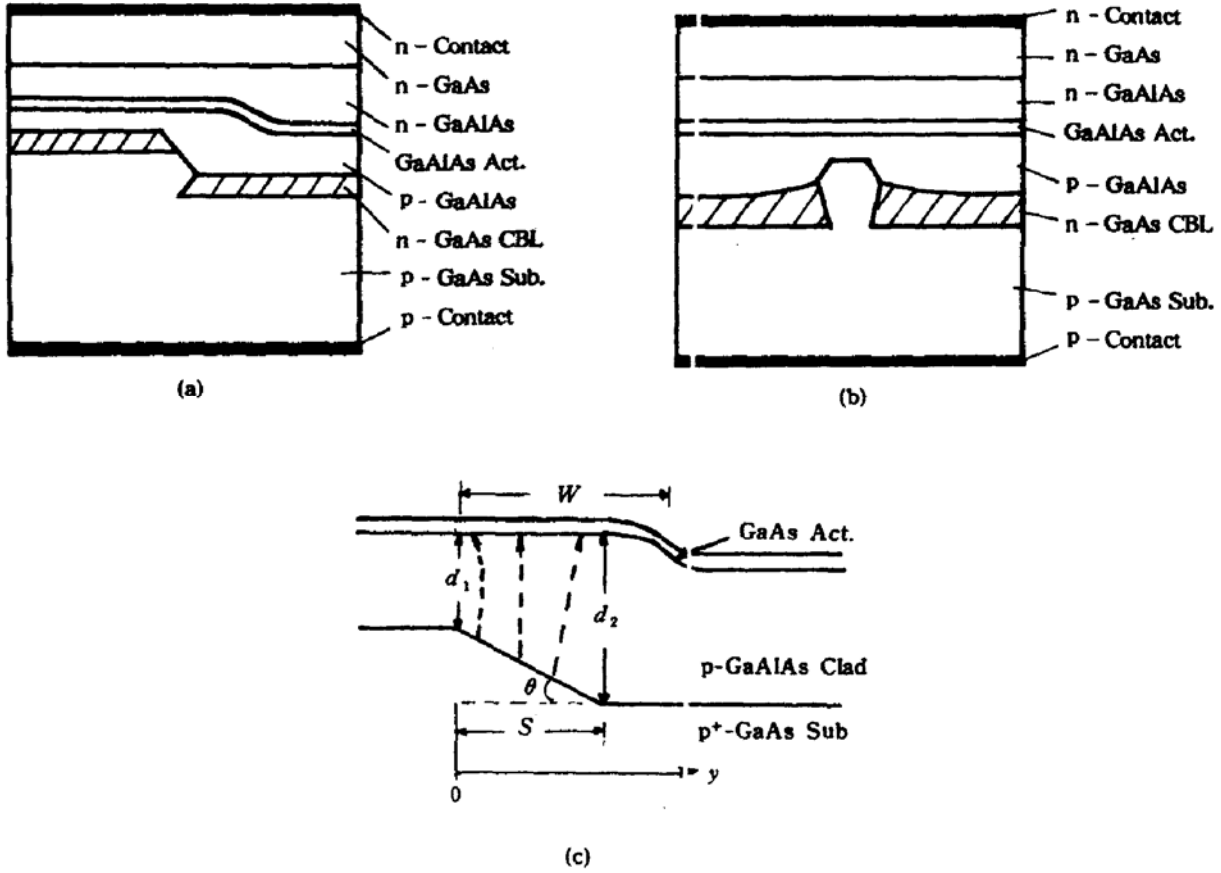 n - Contact
n - GaAs
n - GaAlAs
GaAlAs Act.
p - GaAlAs
n - GaAs CBL
p - GaAs Sub.
p - Contact
(a)
n - Contact
n - GaAs
n - GaAlAs
GaAlAs Act.
p - GaAlAs
n - GaAs CBL
p - GaAs Sub.
p - Contact
(b)
W
GaAs Act.
d₁
d₂
p-GaAlAs Clad
θ
S
p⁺-GaAs Sub
y
0
(c)